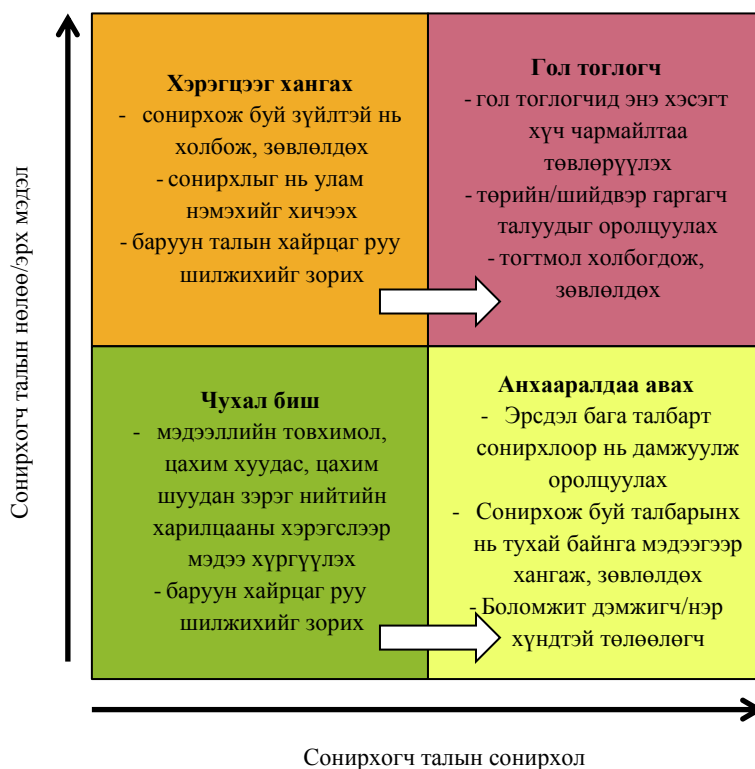 Сонирхогч талын нөлөө/эрх мэдэл
Хэрэгцээг хангах
- сонирхож буй зүйлтэй нь
холбож, зөвлөлдөх
- сонирхлыг нь улам
нэмэхийг хичээх
- баруун талын хайрцаг руу
шилжихийг зорих
Гол тоглогч
- гол тоглогчид энэ хэсэгт
хүч чармайлтаа
төвлөрүүлэх
- төрийн/шийдвэр гаргагч
талуудыг оролцуулах
- тогтмол холбогдож,
зөвлөлдөх
Чухал биш
- мэдээллийн товхимол,
цахим хуудас, цахим
шуудан зэрэг нийтийн
харилцааны хэрэгслээр
мэдээ хүргүүлэх
- баруун хайрцаг руу
шилжихийг зорих
Анхааралдаа авах
- Эрсдэл бага талбарт
сонирхлоор нь дамжуулж
оролцуулах
- Сонирхож буй талбарынх
нь тухай байнга мэдээгээр
хангаж, зөвлөлдөх
- Боломжит дэмжигч/нэр
хүндтэй төлөөлөгч
Сонирхогч талын сонирхол